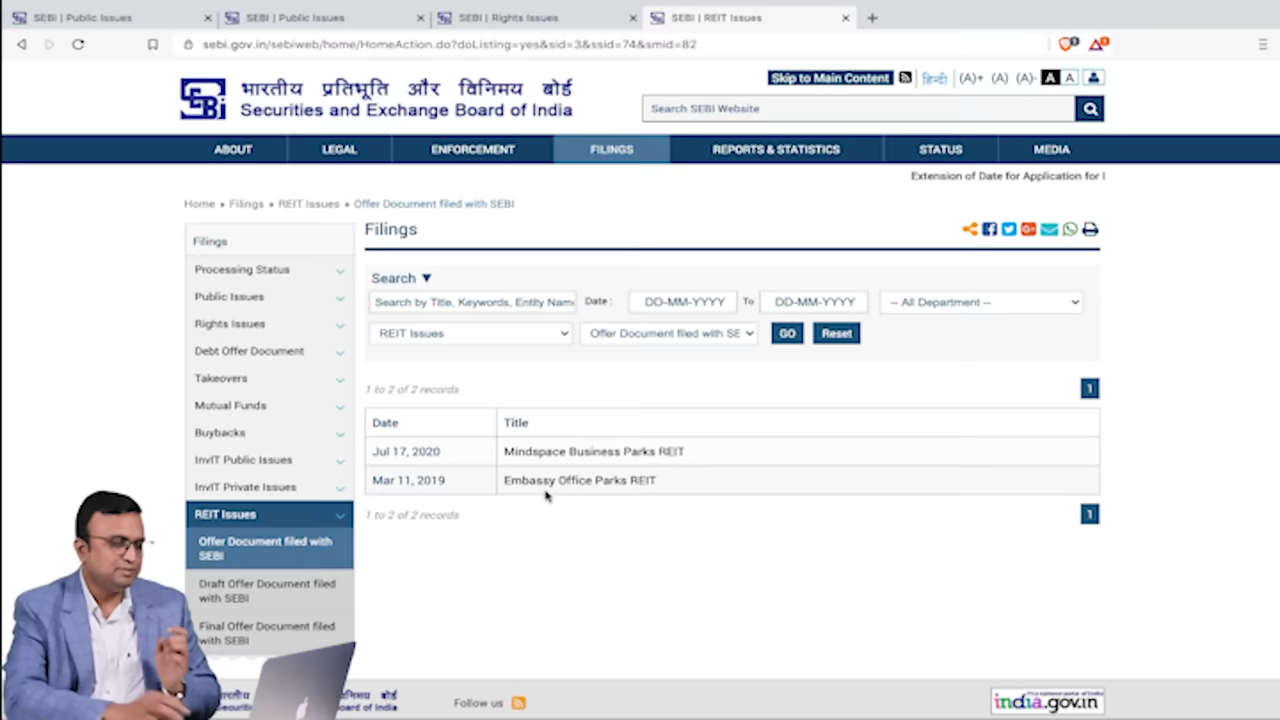 SEBI | Public Issues
SEBI | Public Issues
SEBI | Rights Issues
SEBI | REIT Issues
sebi.gov.in/sebiweb/home/HomeAction.do?doListing=yes&sid=3&ssid=74&smid=82
SEBI
भारतीय प्रतिभूति और विनिमय बोर्ड
Securities and Exchange Board of India
Skip to Main Content
हिन्दी
(A)+ (A) (A)- A A
Search SEBI Website
ABOUT LEGAL ENFORCEMENT FILINGS REPORTS & STATISTICS STATUS MEDIA
Extension of Date for Application for
Home » Filings » REIT Issues » Offer Document filed with SEBI
Filings
Processing Status
Public Issues
Rights Issues
Debt Offer Document
Takeovers
Mutual Funds
Buybacks
InvIT Public Issues
InvIT Private Issues
REIT Issues
Offer Document filed with
SEBI
Draft Offer Document filed
with SEBI
Final Offer Document filed
with SEBI
Filings
Search ▼
Search by Title, Keywords, Entity Name
Date : DD-MM-YYYY To DD-MM-YYYY
-- All Department --
REIT Issues
Offer Document filed with SE
GO Reset
1 to 2 of 2 records
1
Date Title
Jul 17, 2020 Mindspace Business Parks REIT
Mar 11, 2019 Embassy Office Parks REIT
1 to 2 of 2 records
1
Follow us
india.gov.in